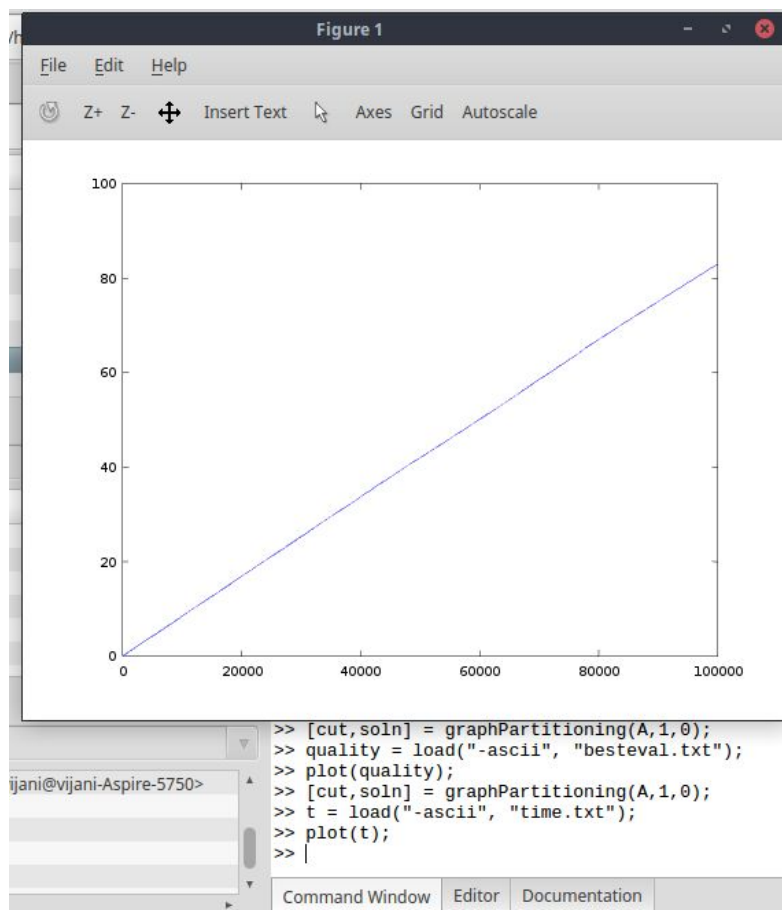 /h
Figure 1
File Edit Help
Z+ Z- Insert Text Axes Grid Autoscale
100
80
60
40
20
0
0 20000 40000 60000 80000 100000
>> [cut,soln] = graphPartitioning(A,1,0);
>> quality = load("-ascii", "besteval.txt");
>> plot(quality);
>> [cut,soln] = graphPartitioning(A,1,0);
>> t = load("-ascii", "time.txt");
>> plot(t);
>>
ijani@vijani-Aspire-5750>
Command Window Editor Documentation